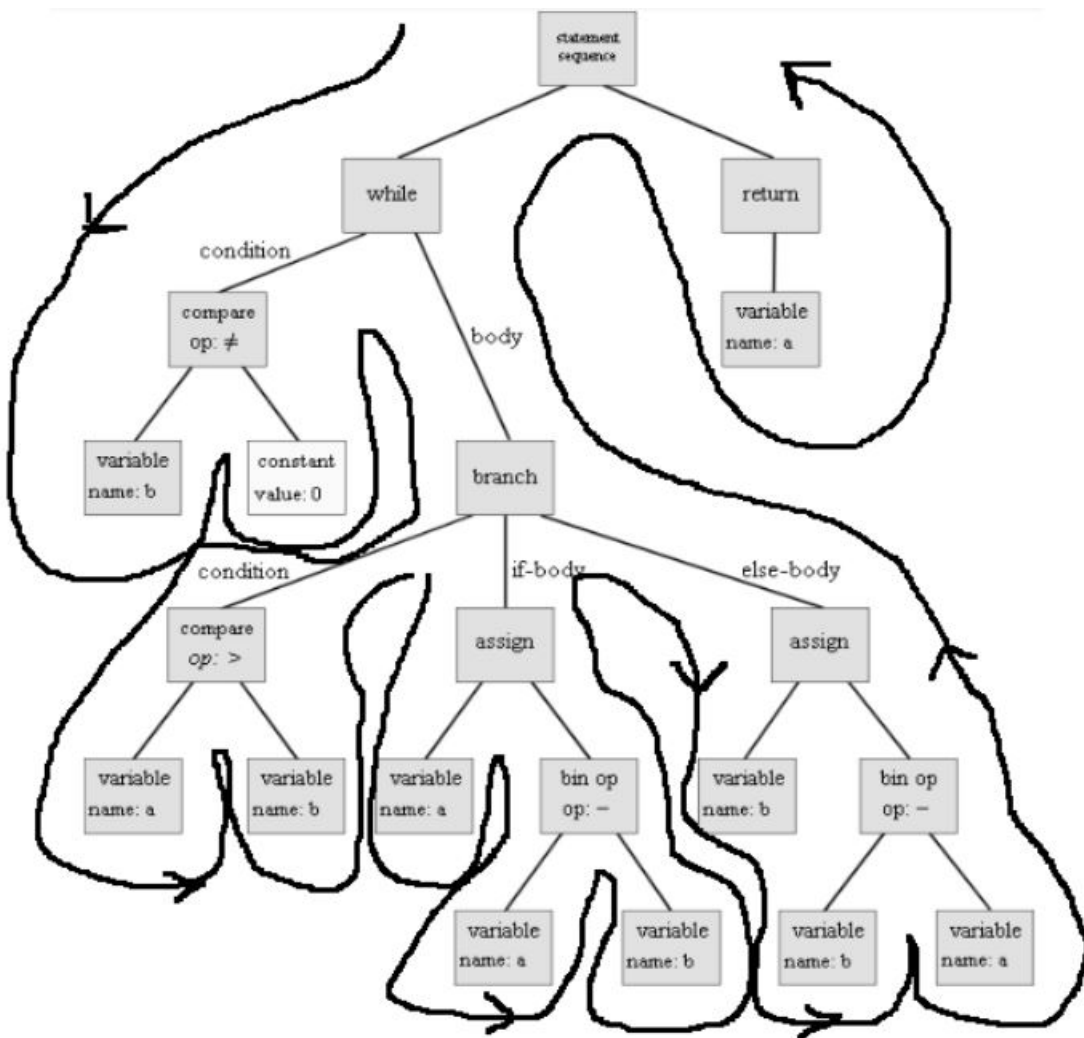 statement
sequence
while
return
condition
compare
op: ≠
body
variable
name: a
variable
name: b
constant
value: 0
branch
condition
if-body
else-body
compare
op: >
assign
assign
variable
name: a
variable
name: b
variable
name: a
bin op
op: −
variable
name: b
bin op
op: −
variable
name: a
variable
name: b
variable
name: b
variable
name: a